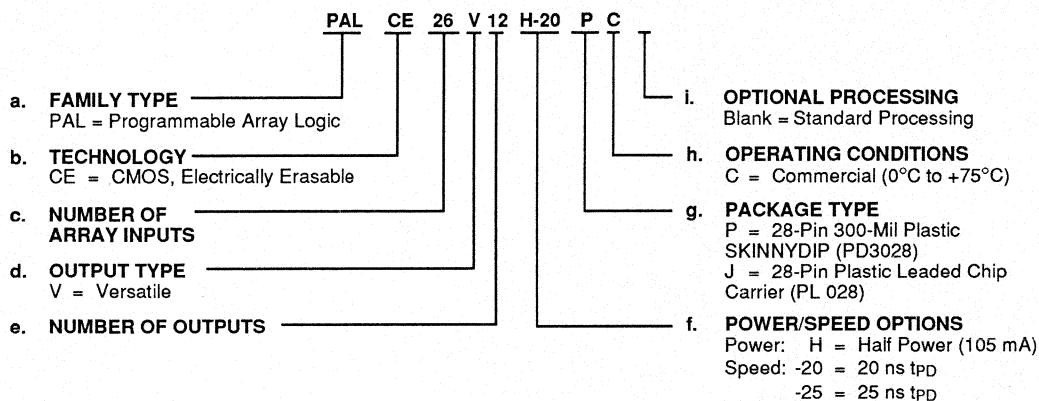 PAL CE 26 V 12 H-20 P C
a. FAMILY TYPE
PAL = Programmable Array Logic
b. TECHNOLOGY
CE = CMOS, Electrically Erasable
c. NUMBER OF
ARRAY INPUTS
d. OUTPUT TYPE
V = Versatile
e. NUMBER OF OUTPUTS
i. OPTIONAL PROCESSING
Blank = Standard Processing
h. OPERATING CONDITIONS
C = Commercial (0°C to +75°C)
g. PACKAGE TYPE
P = 28-Pin 300-Mil Plastic
SKINNYDIP (PD3028)
J = 28-Pin Plastic Leaded Chip
Carrier (PL 028)
f. POWER/SPEED OPTIONS
Power: H = Half Power (105 mA)
Speed: -20 = 20 ns tPD
-25 = 25 ns tPD